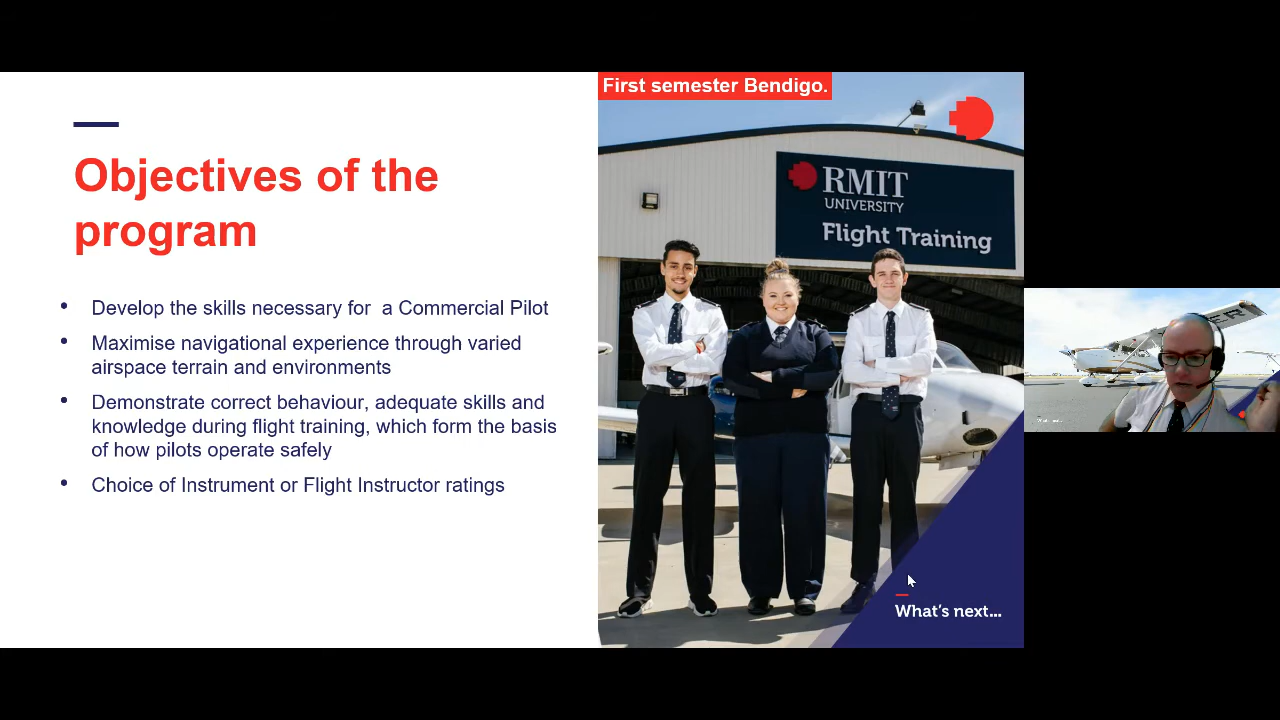 First semester Bendigo.
Objectives of the
program
RMIT
UNIVERSITY
Flight Training
• Develop the skills necessary for  a Commercial Pilot
• Maximise navigational experience through varied
airspace terrain and environments
• Demonstrate correct behaviour, adequate skills and
knowledge during flight training, which form the basis
of how pilots operate safely
• Choice of Instrument or Flight Instructor ratings
What's next...